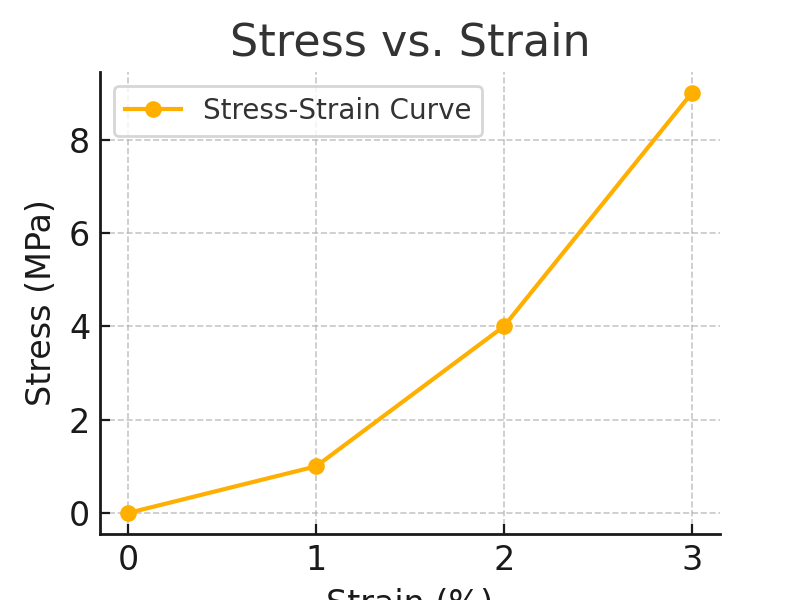 Stress vs. Strain
Stress-Strain Curve
Stress (MPa)
8
6
4
2
0
0 1 2 3
Strain (%)